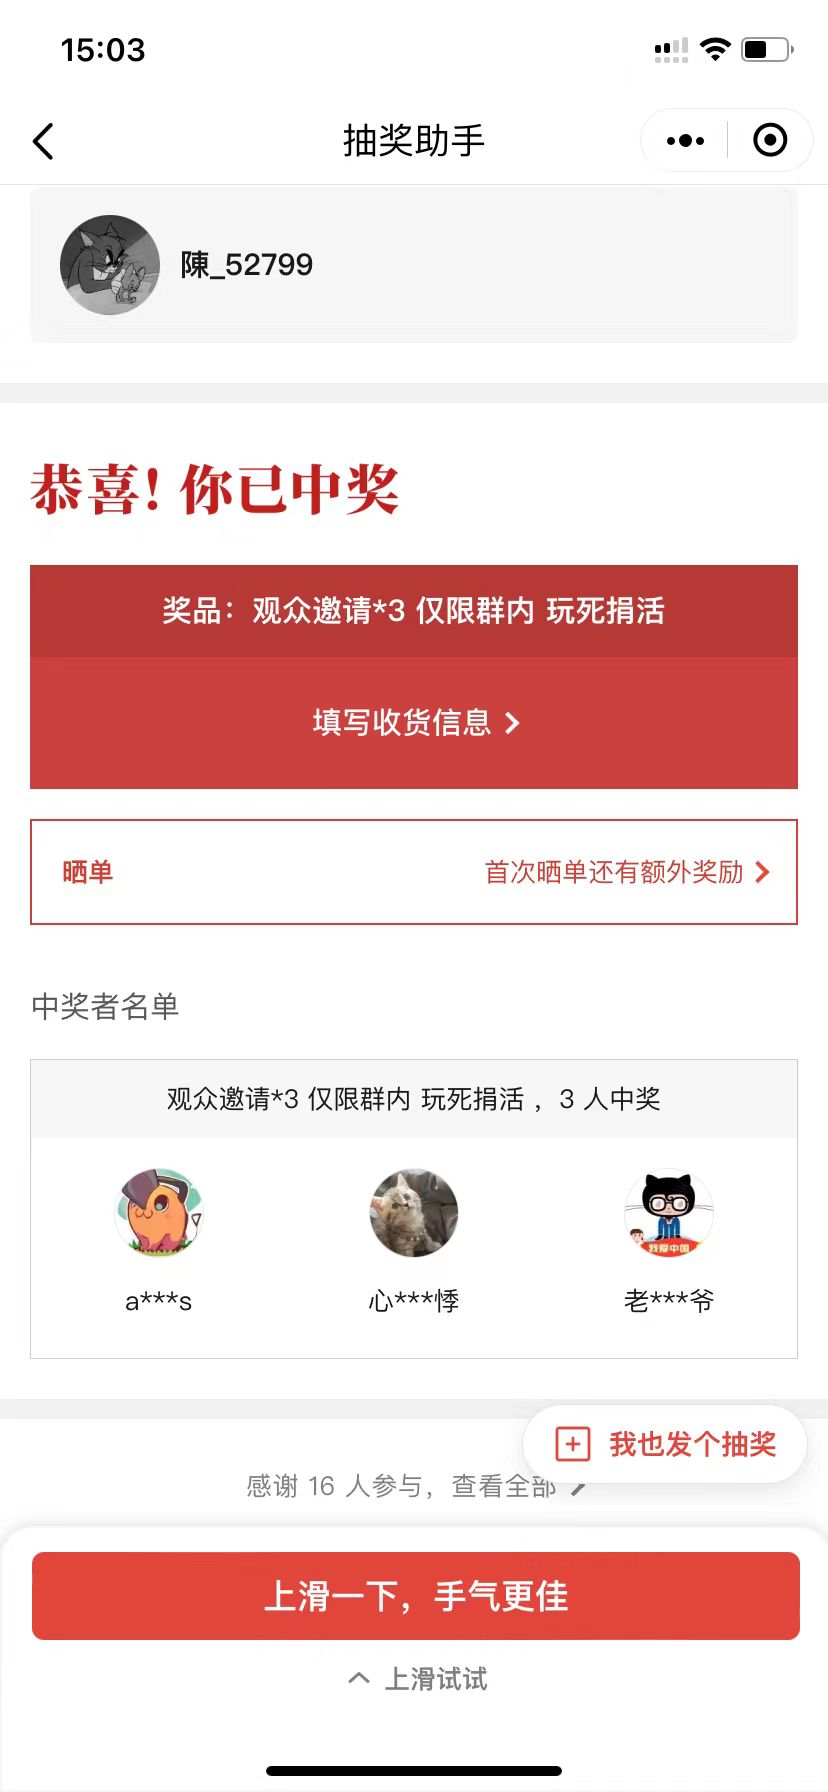 15:03
抽奖助手
陳_52799
恭喜! 你已中奖
奖品：观众邀请*3 仅限群内 玩死捐活
填写收货信息
晒单
首次晒单还有额外奖励
中奖者名单
观众邀请*3 仅限群内 玩死捐活 ，3 人中奖
我爱中国
a***s
心***悸
老***爷
我也发个抽奖
感谢 16 人参与，查看全部
上滑一下，手气更佳
上滑试试